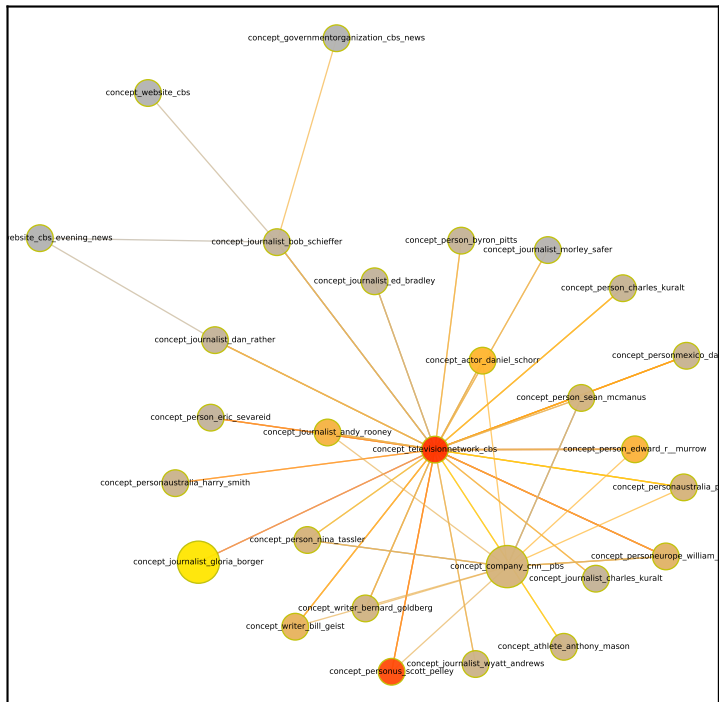 concept_governmentorganization_cbs_news
concept_website_cbs
ebsite_cbs_evening_news
concept_journalist_bob_schieffer
concept_person_byron_pitts
concept_journalist_morley_safer
concept_journalist_ed_bradley
concept_person_charles_kuralt
concept_journalist_dan_rather
concept_actor_daniel_schorr
concept_personmexico_da
concept_person_sean_mcmanus
concept_person_eric_sevareid
concept_journalist_andy_rooney
concept_televisionnetwork_cbs
concept_person_edward_r__murrow
concept_personaustralia_harry_smith
concept_personaustralia_p
concept_person_nina_tassler
concept_journalist_gloria_borger
concept_company_cnn__pbs
concept_personeurope_william_
concept_journalist_charles_kuralt
concept_writer_bernard_goldberg
concept_writer_bill_geist
concept_athlete_anthony_mason
concept_journalist_wyatt_andrews
concept_personus_scott_pelley